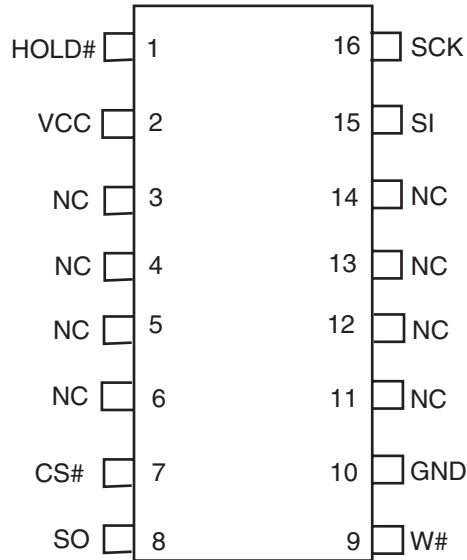 HOLD# 1 16 SCK
VCC 2 15 SI
NC 3 14 NC
NC 4 13 NC
NC 5 12 NC
NC 6 11 NC
CS# 7 10 GND
SO 8 9 W#